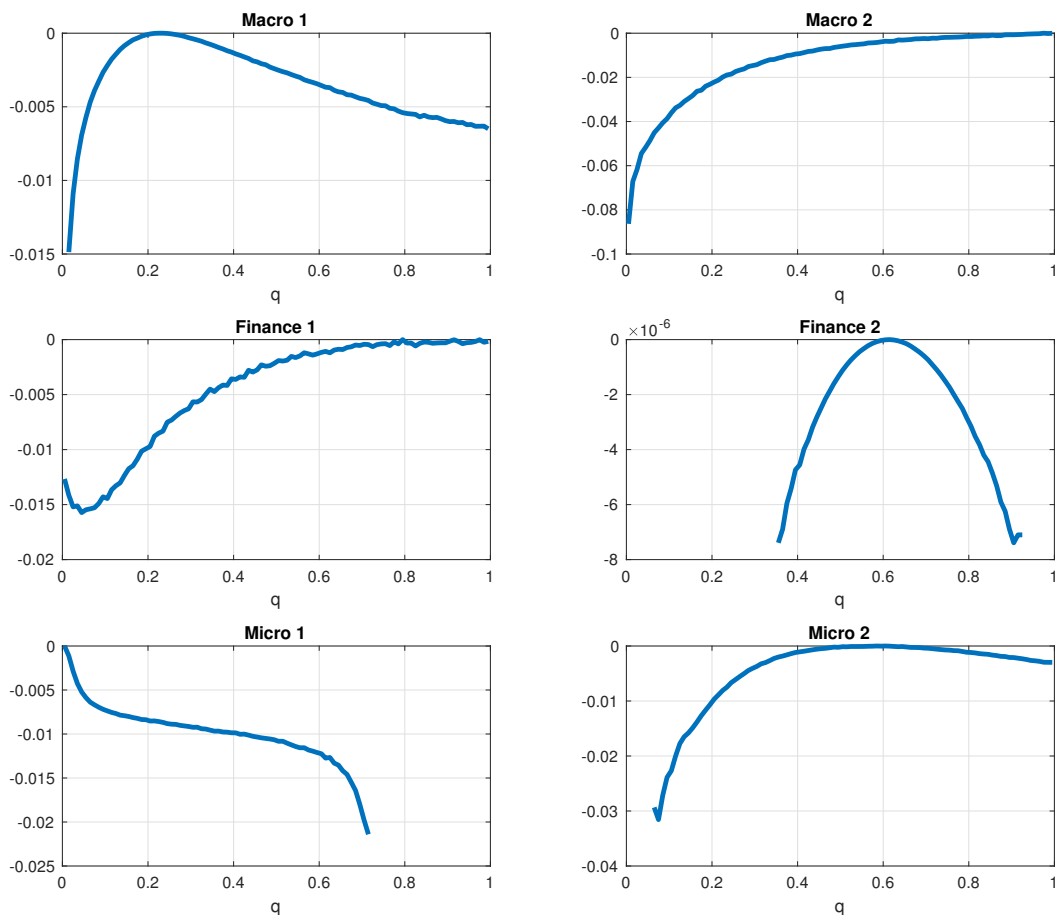 Macro 1
0
-0.005
-0.01
-0.015
0 0.2 0.4 0.6 0.8 1
q
Macro 2
0
-0.02
-0.04
-0.06
-0.08
-0.1
0 0.2 0.4 0.6 0.8 1
q
Finance 1
0
-0.005
-0.01
-0.015
-0.02
0 0.2 0.4 0.6 0.8 1
q
Finance 2
×10⁻⁶
0
-2
-4
-6
-8
0 0.2 0.4 0.6 0.8 1
q
Micro 1
0
-0.005
-0.01
-0.015
-0.02
-0.025
0 0.2 0.4 0.6 0.8 1
q
Micro 2
0
-0.01
-0.02
-0.03
-0.04
0 0.2 0.4 0.6 0.8 1
q